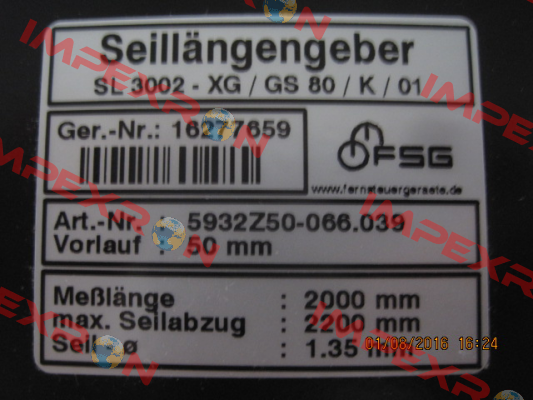 Seillängengeber
SL 3002 - XG / GS 80 / K / 01
Ger.-Nr.: 16277659
FSG
www.fernsteuergeraete.de
Art.-Nr. : 5932Z50-066.039
Vorlauf : 50 mm
Meßlänge : 2000 mm
max. Seilabzug : 2200 mm
Seil-ø : 1.35 mm
01/08/2016 16:24
IMPEXRON